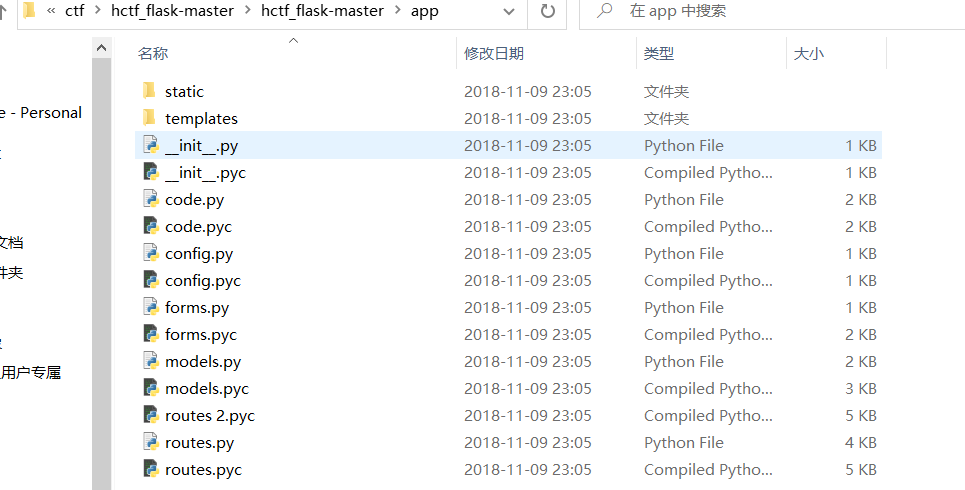 « ctf > hctf_flask-master > hctf_flask-master > app
在 app 中搜索
名称 修改日期 类型 大小
static 2018-11-09 23:05 文件夹
e - Personal
templates 2018-11-09 23:05 文件夹
__init__.py 2018-11-09 23:05 Python File 1 KB
__init__.pyc 2018-11-09 23:05 Compiled Pytho... 1 KB
code.py 2018-11-09 23:05 Python File 2 KB
code.pyc 2018-11-09 23:05 Compiled Pytho... 2 KB
文档
config.py 2018-11-09 23:05 Python File 1 KB
件夹
config.pyc 2018-11-09 23:05 Compiled Pytho... 1 KB
forms.py 2018-11-09 23:05 Python File 1 KB
forms.pyc 2018-11-09 23:05 Compiled Pytho... 2 KB
models.py 2018-11-09 23:05 Python File 2 KB
用户专属
models.pyc 2018-11-09 23:05 Compiled Pytho... 3 KB
routes 2.pyc 2018-11-09 23:05 Compiled Pytho... 5 KB
routes.py 2018-11-09 23:05 Python File 4 KB
routes.pyc 2018-11-09 23:05 Compiled Pytho... 5 KB